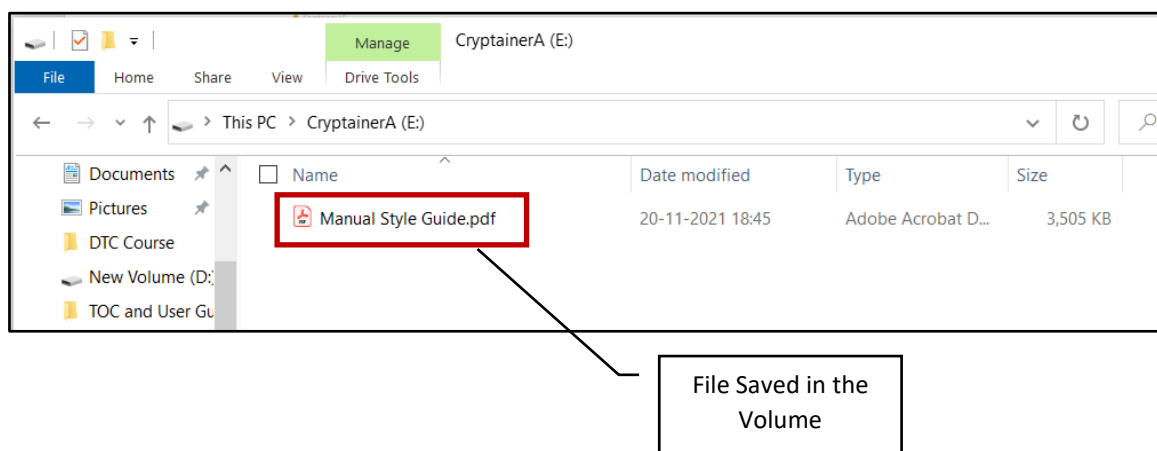 Manage CryptainerA (E:)
File Home Share View Drive Tools
This PC > CryptainerA (E:)
Documents
Pictures
DTC Course
New Volume (D:)
TOC and User Gu
Name Date modified Type Size
Manual Style Guide.pdf 20-11-2021 18:45 Adobe Acrobat D... 3,505 KB
File Saved in the
Volume